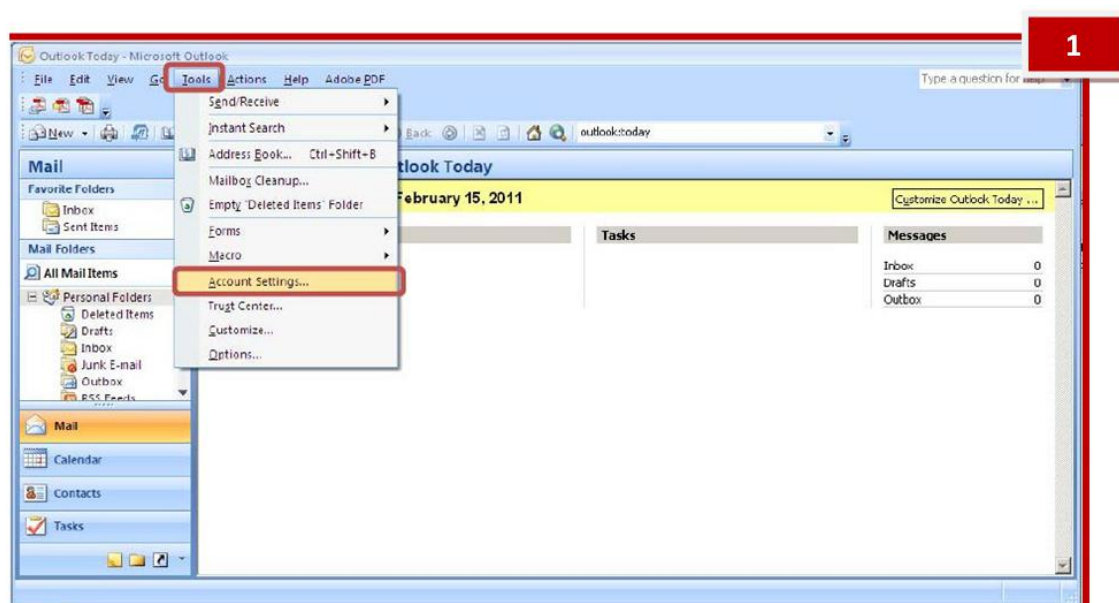 1
Outlook Today - Microsoft Outlook
File Edit View Go Tools Actions Help Adobe PDF
Type a question for help
New
Back
outlook:today
Send/Receive
Instant Search
Address Book... Ctrl+Shift+B
Mailbox Cleanup...
Empty "Deleted Items" Folder
Forms
Macro
Account Settings...
Trust Center...
Customize...
Options...
Mail
Favorite Folders
Inbox
Sent Items
Mail Folders
All Mail Items
Personal Folders
Deleted Items
Drafts
Inbox
Junk E-mail
Outbox
RSS Feeds
Mail
Calendar
Contacts
Tasks
tlook Today
February 15, 2011
Customize Outlook Today ...
Tasks
Messages
Inbox 0
Drafts 0
Outbox 0